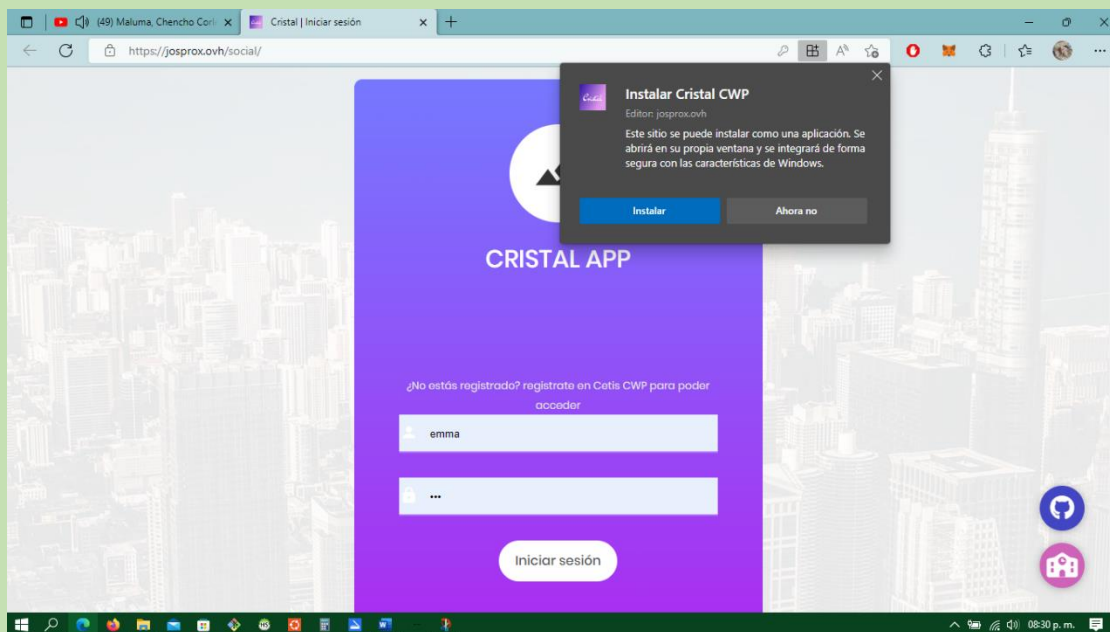 (49) Maluma, Chencho Corl
Cristal | Iniciar sesión
https://josprox.ovh/social/
Cristal
Instalar Cristal CWP
Editor: josprox.ovh
Este sitio se puede instalar como una aplicación. Se
abrirá en su propia ventana y se integrará de forma
segura con las características de Windows.
Instalar
Ahora no
CRISTAL APP
¿No estás registrado? registrate en Cetis CWP para poder
acceder
emma
•••
Iniciar sesión
08:30 p. m.